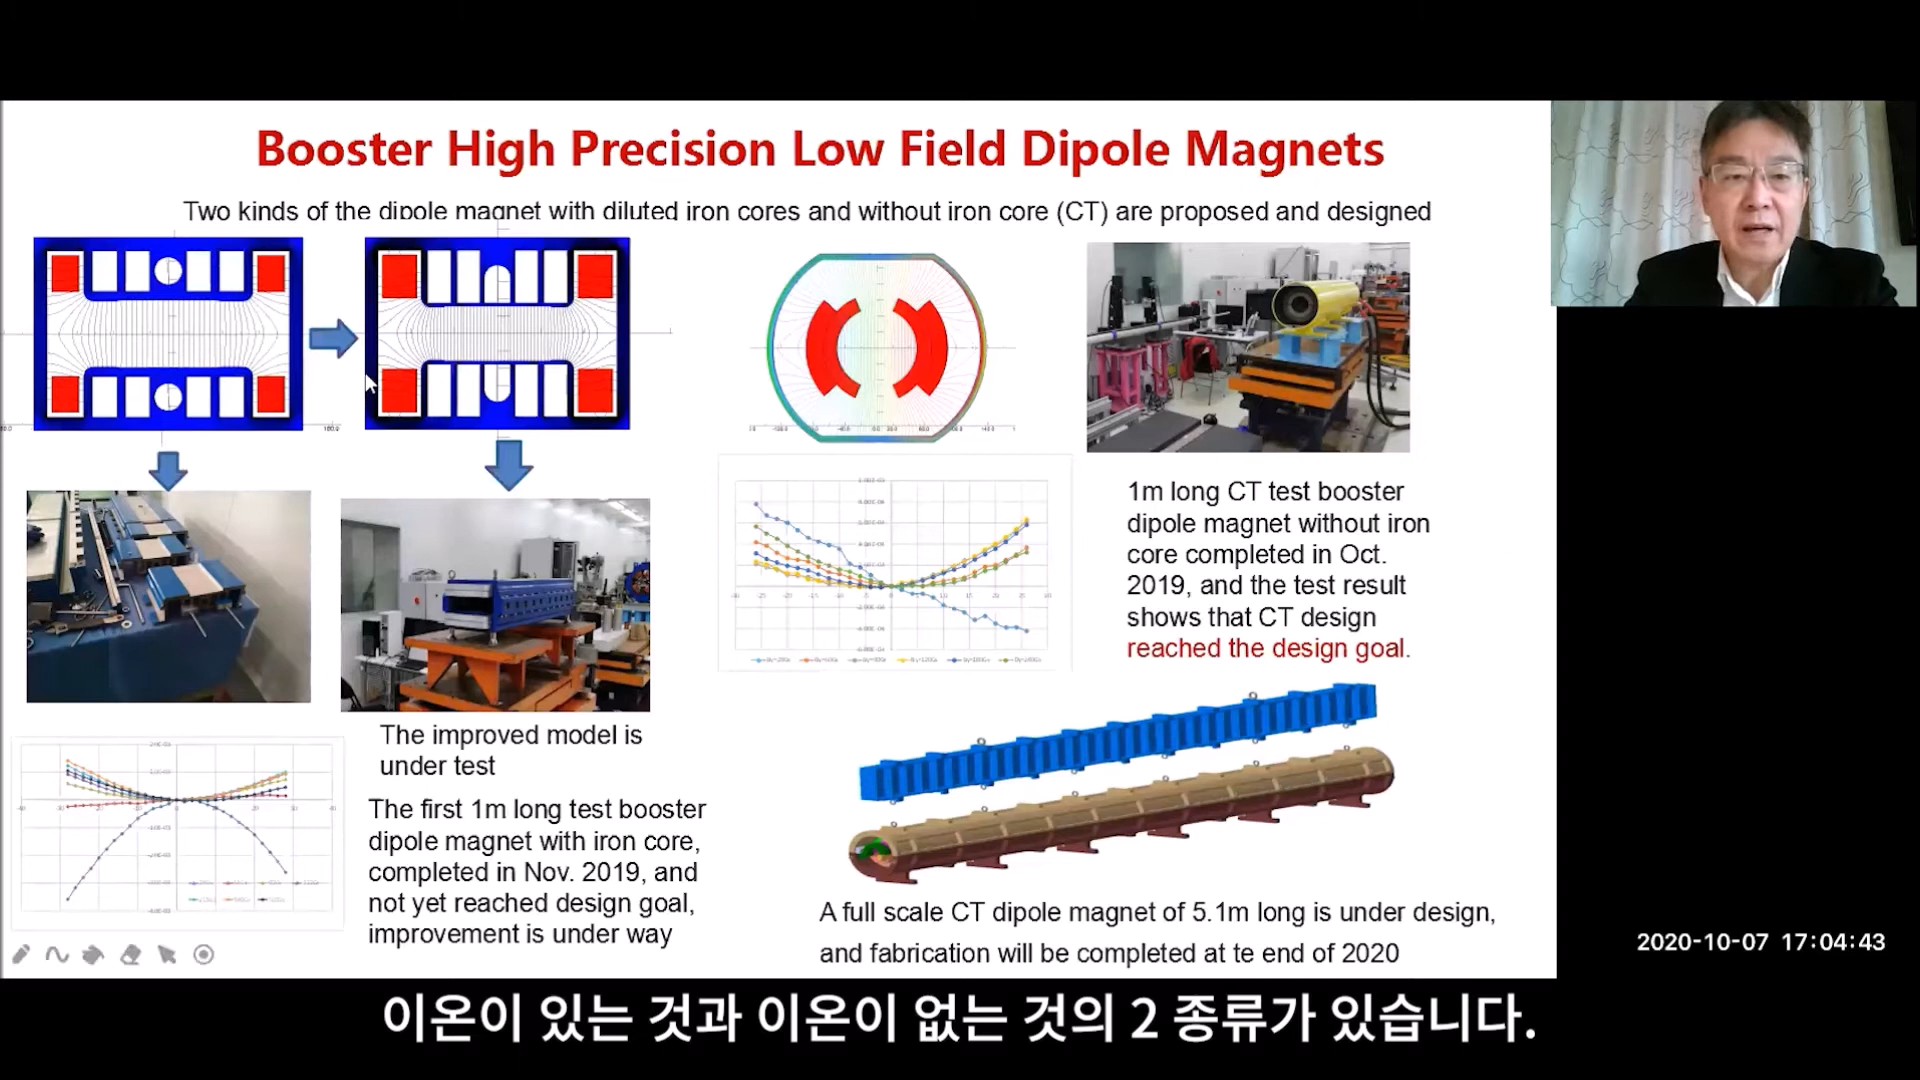 Booster High Precision Low Field Dipole Magnets
Two kinds of the dipole magnet with diluted iron cores and without iron core (CT) are proposed and designed
1m long CT test booster
dipole magnet without iron
core completed in Oct.
2019, and the test result
shows that CT design
reached the design goal.
The improved model is
under test
The first 1m long test booster
dipole magnet with iron core,
completed in Nov. 2019, and
not yet reached design goal,
improvement is under way
A full scale CT dipole magnet of 5.1m long is under design,
and fabrication will be completed at te end of 2020
2020-10-07 17:04:43
이온이 있는 것과 이온이 없는 것의 2 종류가 있습니다.